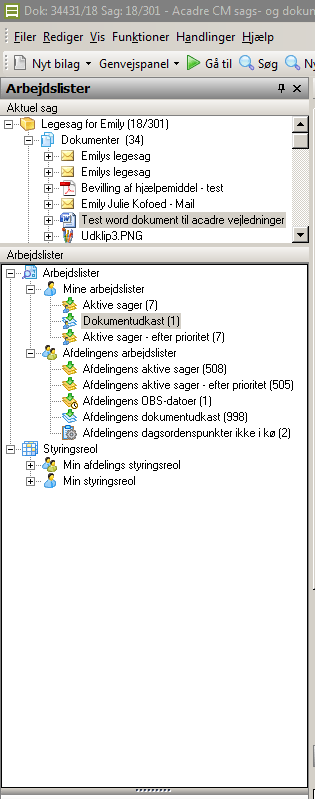 Dok: 34431/18 Sag: 18/301 - Acadre CM sags- og doku
Filer Rediger Vis Funktioner Handlinger Hjælp
Nyt bilag Genvejspanel Gå til Søg Ny
Arbejdslister
Aktuel sag
Legesag for Emily (18/301)
Dokumenter (34)
Emilys legesag
Emilys legesag
Bevilling af hjælpemiddel - test
Emily Julie Kofoed - Mail
Test word dokument til acadre vejledninger
Udklip3.PNG
Arbejdslister
Arbejdslister
Mine arbejdslister
Aktive sager (7)
Dokumentudkast (1)
Aktive sager - efter prioritet (7)
Afdelingens arbejdslister
Afdelingens aktive sager (508)
Afdelingens aktive sager - efter prioritet (505)
Afdelingens OBS-datoer (1)
Afdelingens dokumentudkast (998)
Afdelingens dagsordenspunkter ikke i kø (2)
Styringsreol
Min afdelings styringsreol
Min styringsreol